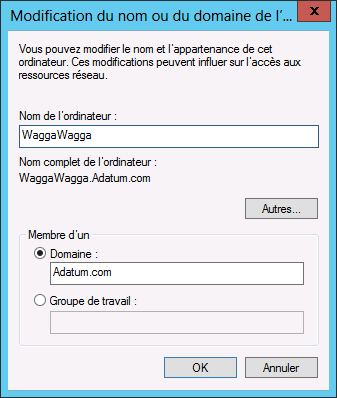 Modification du nom ou du domaine de l'...
x
Vous pouvez modifier le nom et l'appartenance de cet
ordinateur. Ces modifications peuvent influer sur l'accès aux
ressources réseau.
Nom de l'ordinateur :
WaggaWagga
Nom complet de l'ordinateur :
WaggaWagga.Adatum.com
Autres...
Membre d'un
Domaine :
Adatum.com
Groupe de travail :
OK
Annuler